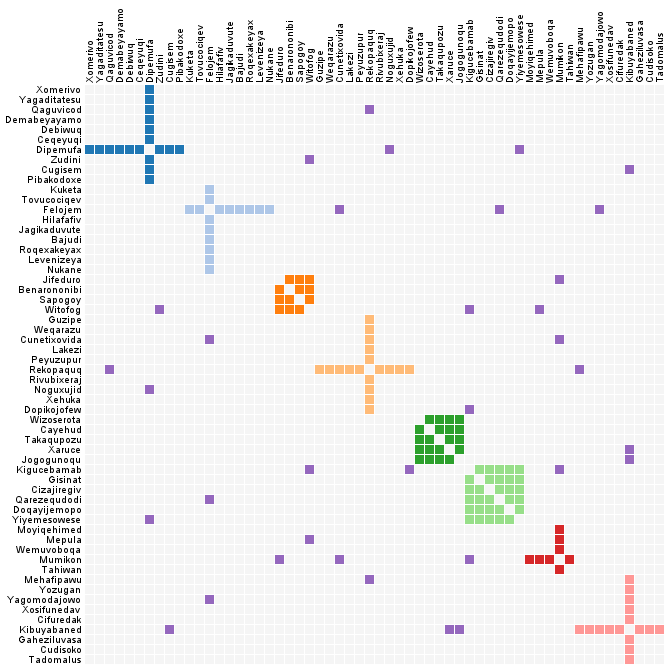 Xomerivo
Yagaditatesu
Qaguvicod
Demabeyayamo
Debiwuq
Ceqeyuqi
Dipemufa
Zudini
Cugisem
Pibakodoxe
Kuketa
Tovucociqev
Felojem
Hilafafiv
Jagikaduvute
Bajudi
Roqexakeyax
Levenizeya
Nukane
Jifeduro
Benarononibi
Sapogoy
Witofog
Guzipe
Weqarazu
Cunetixovida
Lakezi
Peyuzupur
Rekopaquq
Rivubixeraj
Noguxujid
Xehuka
Dopikojofew
Wizoserota
Cayehud
Takaqupozu
Xaruce
Jogogunoqu
Kigucebamab
Gisinat
Cizajiregiv
Qarezequdodi
Doqayijemopo
Yiyemesowese
Moyiqehimed
Mepula
Wemuvoboqa
Mumikon
Tahiwan
Mehafipawu
Yozugan
Yagomodajowo
Xosifunedav
Cifuredak
Kibuyabaned
Gaheziluvasa
Cudisoko
Tadomalus
Xomerivo
Yagaditatesu
Qaguvicod
Demabeyayamo
Debiwuq
Ceqeyuqi
Dipemufa
Zudini
Cugisem
Pibakodoxe
Kuketa
Tovucociqev
Felojem
Hilafafiv
Jagikaduvute
Bajudi
Roqexakeyax
Levenizeya
Nukane
Jifeduro
Benarononibi
Sapogoy
Witofog
Guzipe
Weqarazu
Cunetixovida
Lakezi
Peyuzupur
Rekopaquq
Rivubixeraj
Noguxujid
Xehuka
Dopikojofew
Wizoserota
Cayehud
Takaqupozu
Xaruce
Jogogunoqu
Kigucebamab
Gisinat
Cizajiregiv
Qarezequdodi
Doqayijemopo
Yiyemesowese
Moyiqehimed
Mepula
Wemuvoboqa
Mumikon
Tahiwan
Mehafipawu
Yozugan
Yagomodajowo
Xosifunedav
Cifuredak
Kibuyabaned
Gaheziluvasa
Cudisoko
Tadomalus